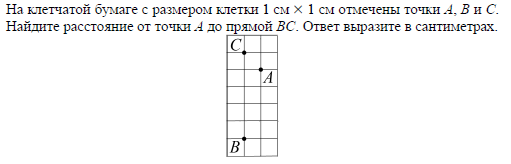 На клетчатой бумаге с размером клетки 1 см × 1 см отмечены точки A, B и C.
Найдите расстояние от точки A до прямой BC. Ответ выразите в сантиметрах.
C
A
B